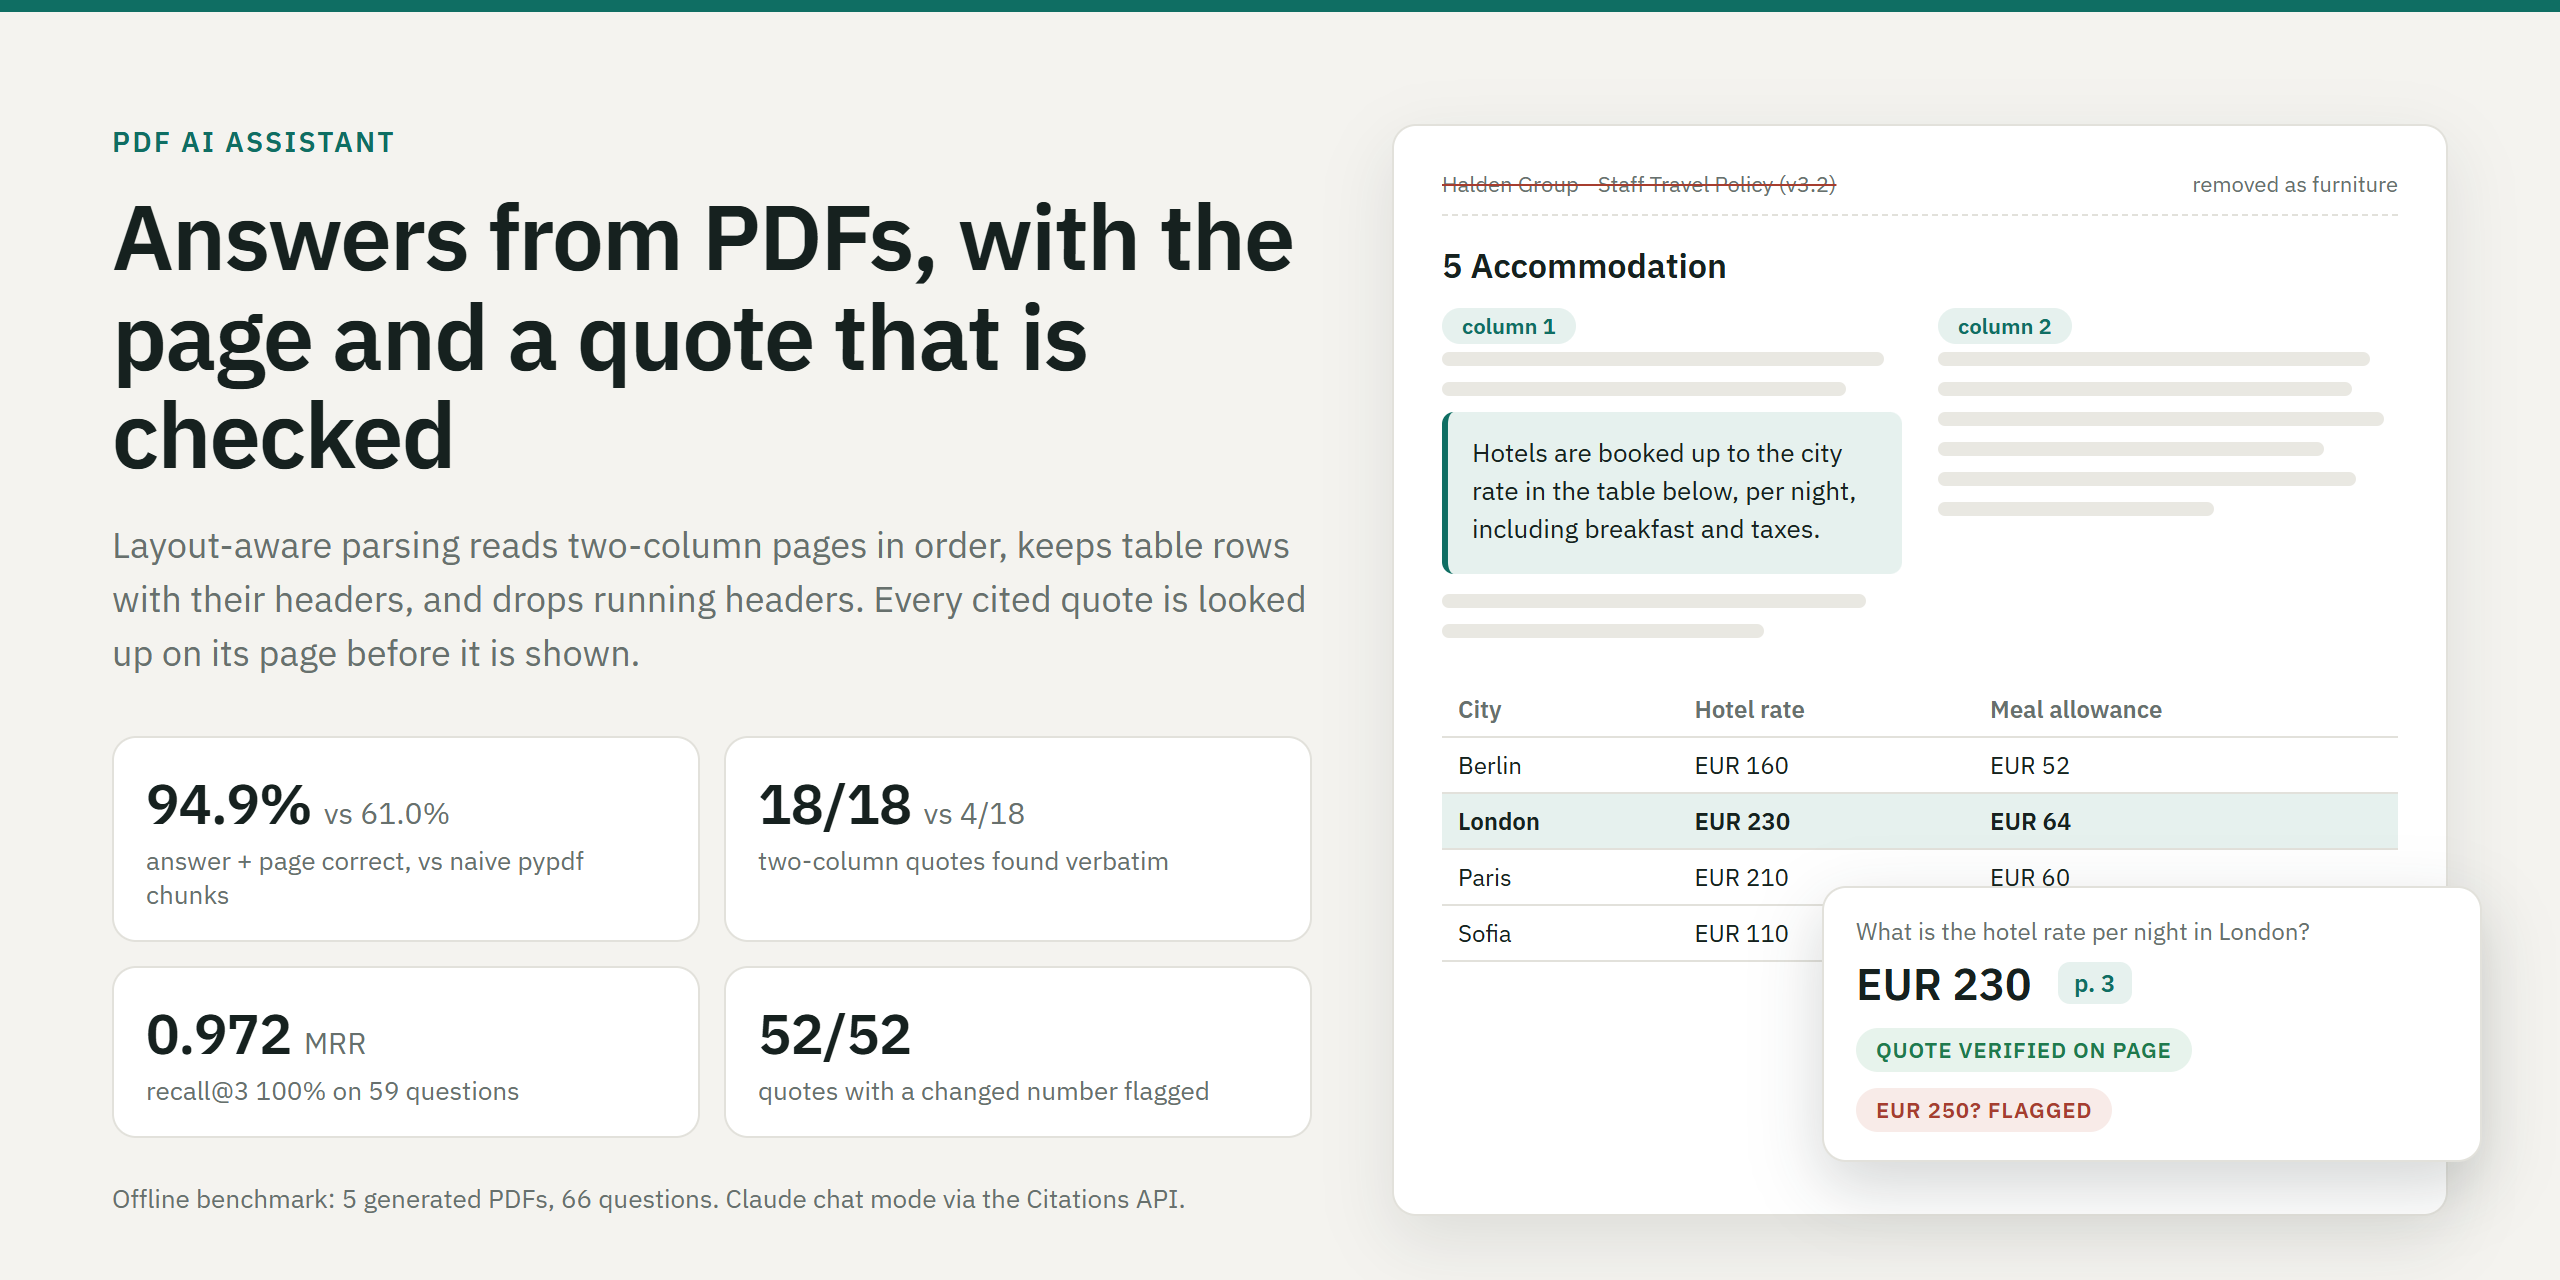 PDF AI ASSISTANT
Answers from PDFs, with the
page and a quote that is
checked
Layout-aware parsing reads two-column pages in order, keeps table rows
with their headers, and drops running headers. Every cited quote is looked
up on its page before it is shown.
94.9% vs 61.0%
answer + page correct, vs naive pypdf
chunks
18/18 vs 4/18
two-column quotes found verbatim
0.972 MRR
recall@3 100% on 59 questions
52/52
quotes with a changed number flagged
Offline benchmark: 5 generated PDFs, 66 questions. Claude chat mode via the Citations API.
Halden Group Staff Travel Policy (v3.2) removed as furniture
5 Accommodation
column 1
Hotels are booked up to the city
rate in the table below, per night,
including breakfast and taxes.
column 2
City Hotel rate Meal allowance
Berlin EUR 160 EUR 52
London EUR 230 EUR 64
Paris EUR 210 EUR 60
Sofia EUR 110
What is the hotel rate per night in London?
EUR 230 p. 3
QUOTE VERIFIED ON PAGE
EUR 250? FLAGGED